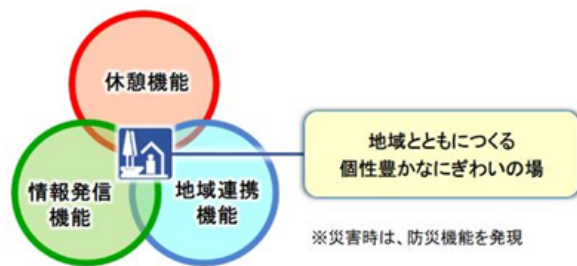 休憩機能
情報発信
機能
地域連携
機能
地域とともにつくる
個性豊かなにぎわいの場
※災害時は、防災機能を発現